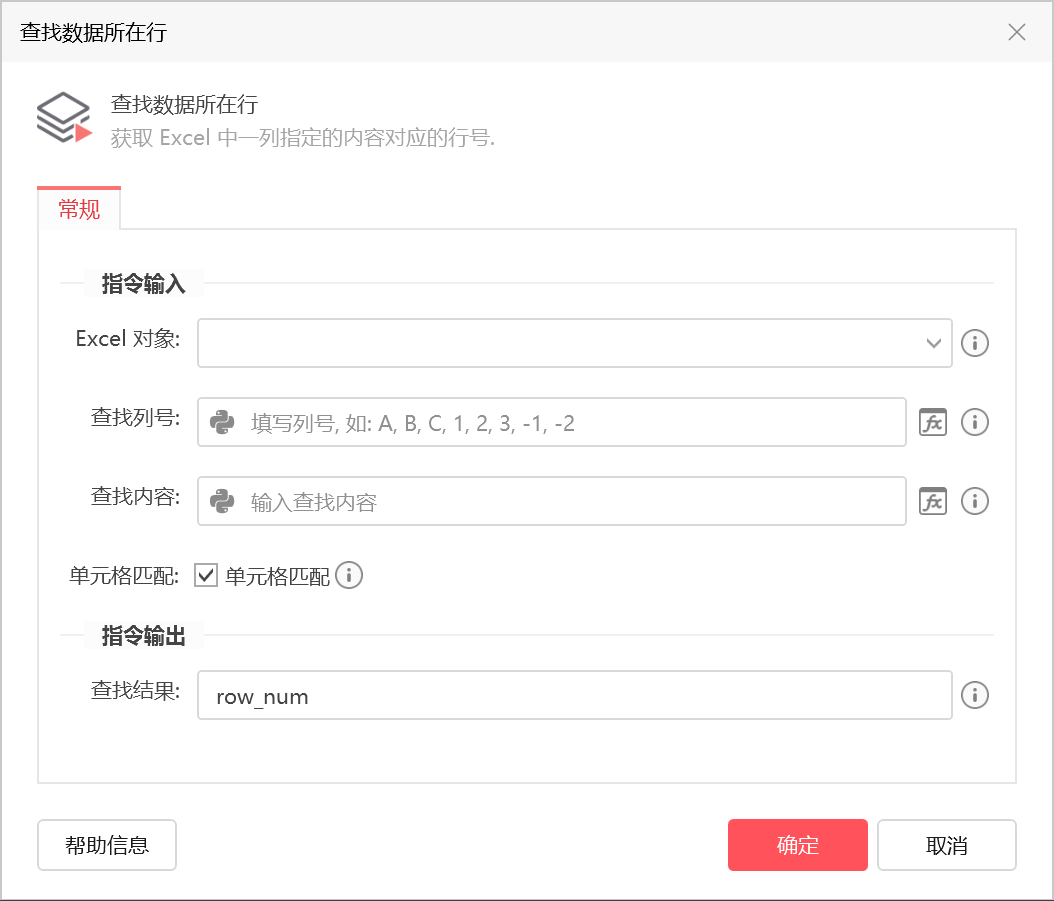 查找数据所在行
查找数据所在行
获取 Excel 中一列指定的内容对应的行号.
常规
指令输入
Excel 对象:
查找列号: 填写列号, 如: A, B, C, 1, 2, 3, -1, -2
查找内容: 输入查找内容
单元格匹配: 单元格匹配
指令输出
查找结果: row_num
帮助信息 确定 取消